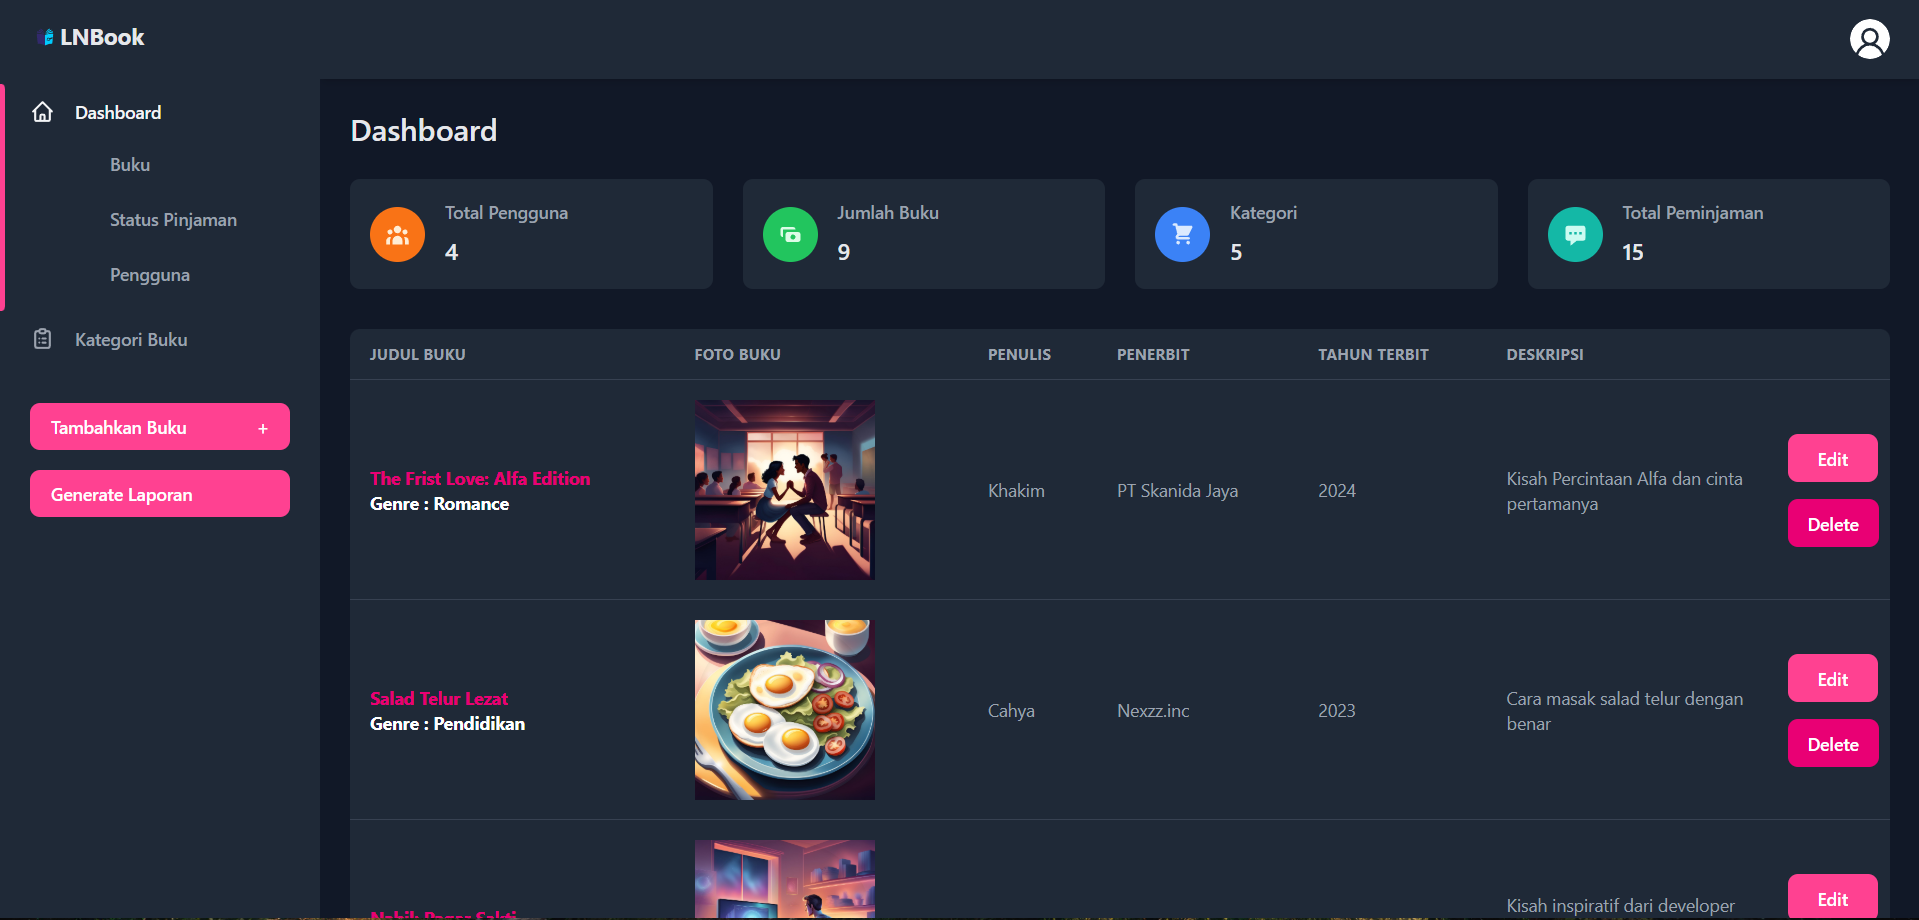 LNBook
Dashboard
Buku
Status Pinjaman
Pengguna
Kategori Buku
Tambahkan Buku +
Generate Laporan
Dashboard
Total Pengguna
4
Jumlah Buku
9
Kategori
5
Total Peminjaman
15
JUDUL BUKU FOTO BUKU PENULIS PENERBIT TAHUN TERBIT DESKRIPSI
The Frist Love: Alfa Edition
Genre : Romance
Khakim
PT Skanida Jaya
2024
Kisah Percintaan Alfa dan cinta
pertamanya
Edit
Delete
Salad Telur Lezat
Genre : Pendidikan
Cahya
Nexzz.inc
2023
Cara masak salad telur dengan
benar
Edit
Delete
Kisah inspiratif dari developer
Edit